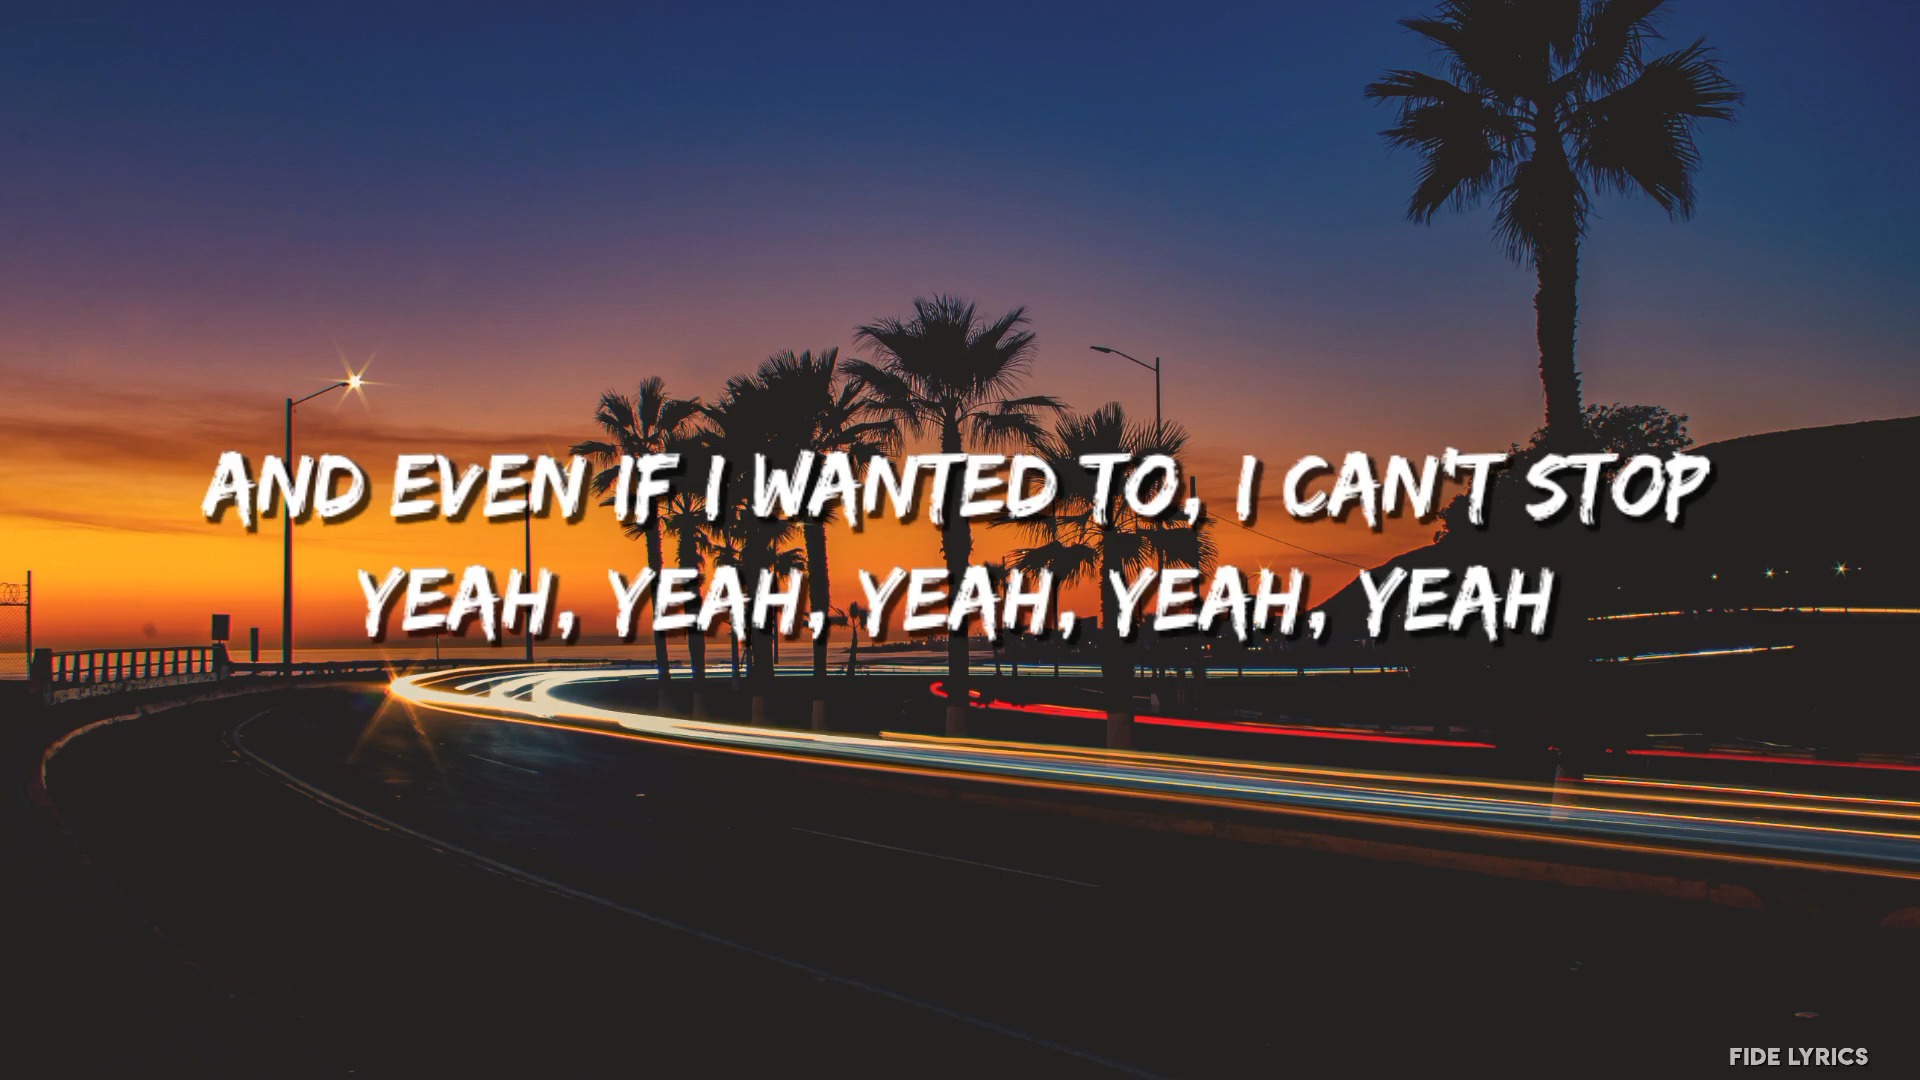 AND EVEN IF I WANTED TO, I CAN'T STOP
YEAH, YEAH, YEAH, YEAH, YEAH
FIDE LYRICS